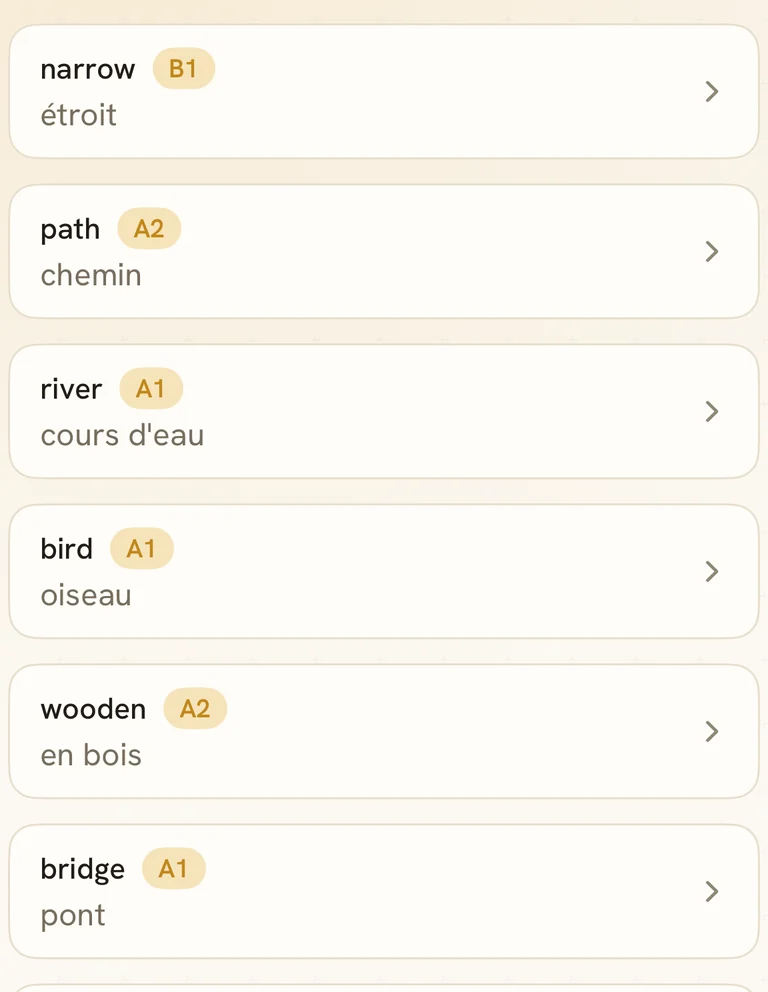 narrow B1
étroit
path A2
chemin
river A1
cours d'eau
bird A1
oiseau
wooden A2
en bois
bridge A1
pont